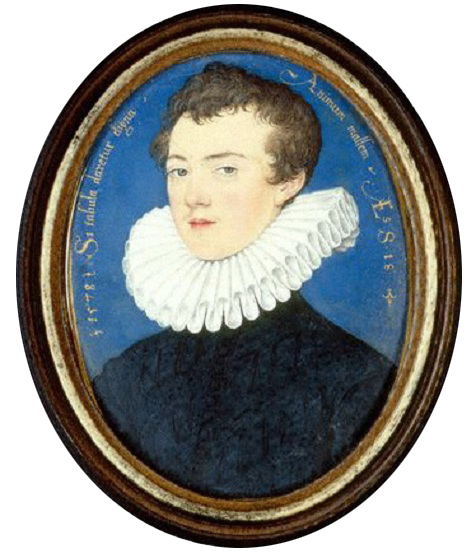 1578 Si tabula daretur digna
Animum mallem Æs S 18